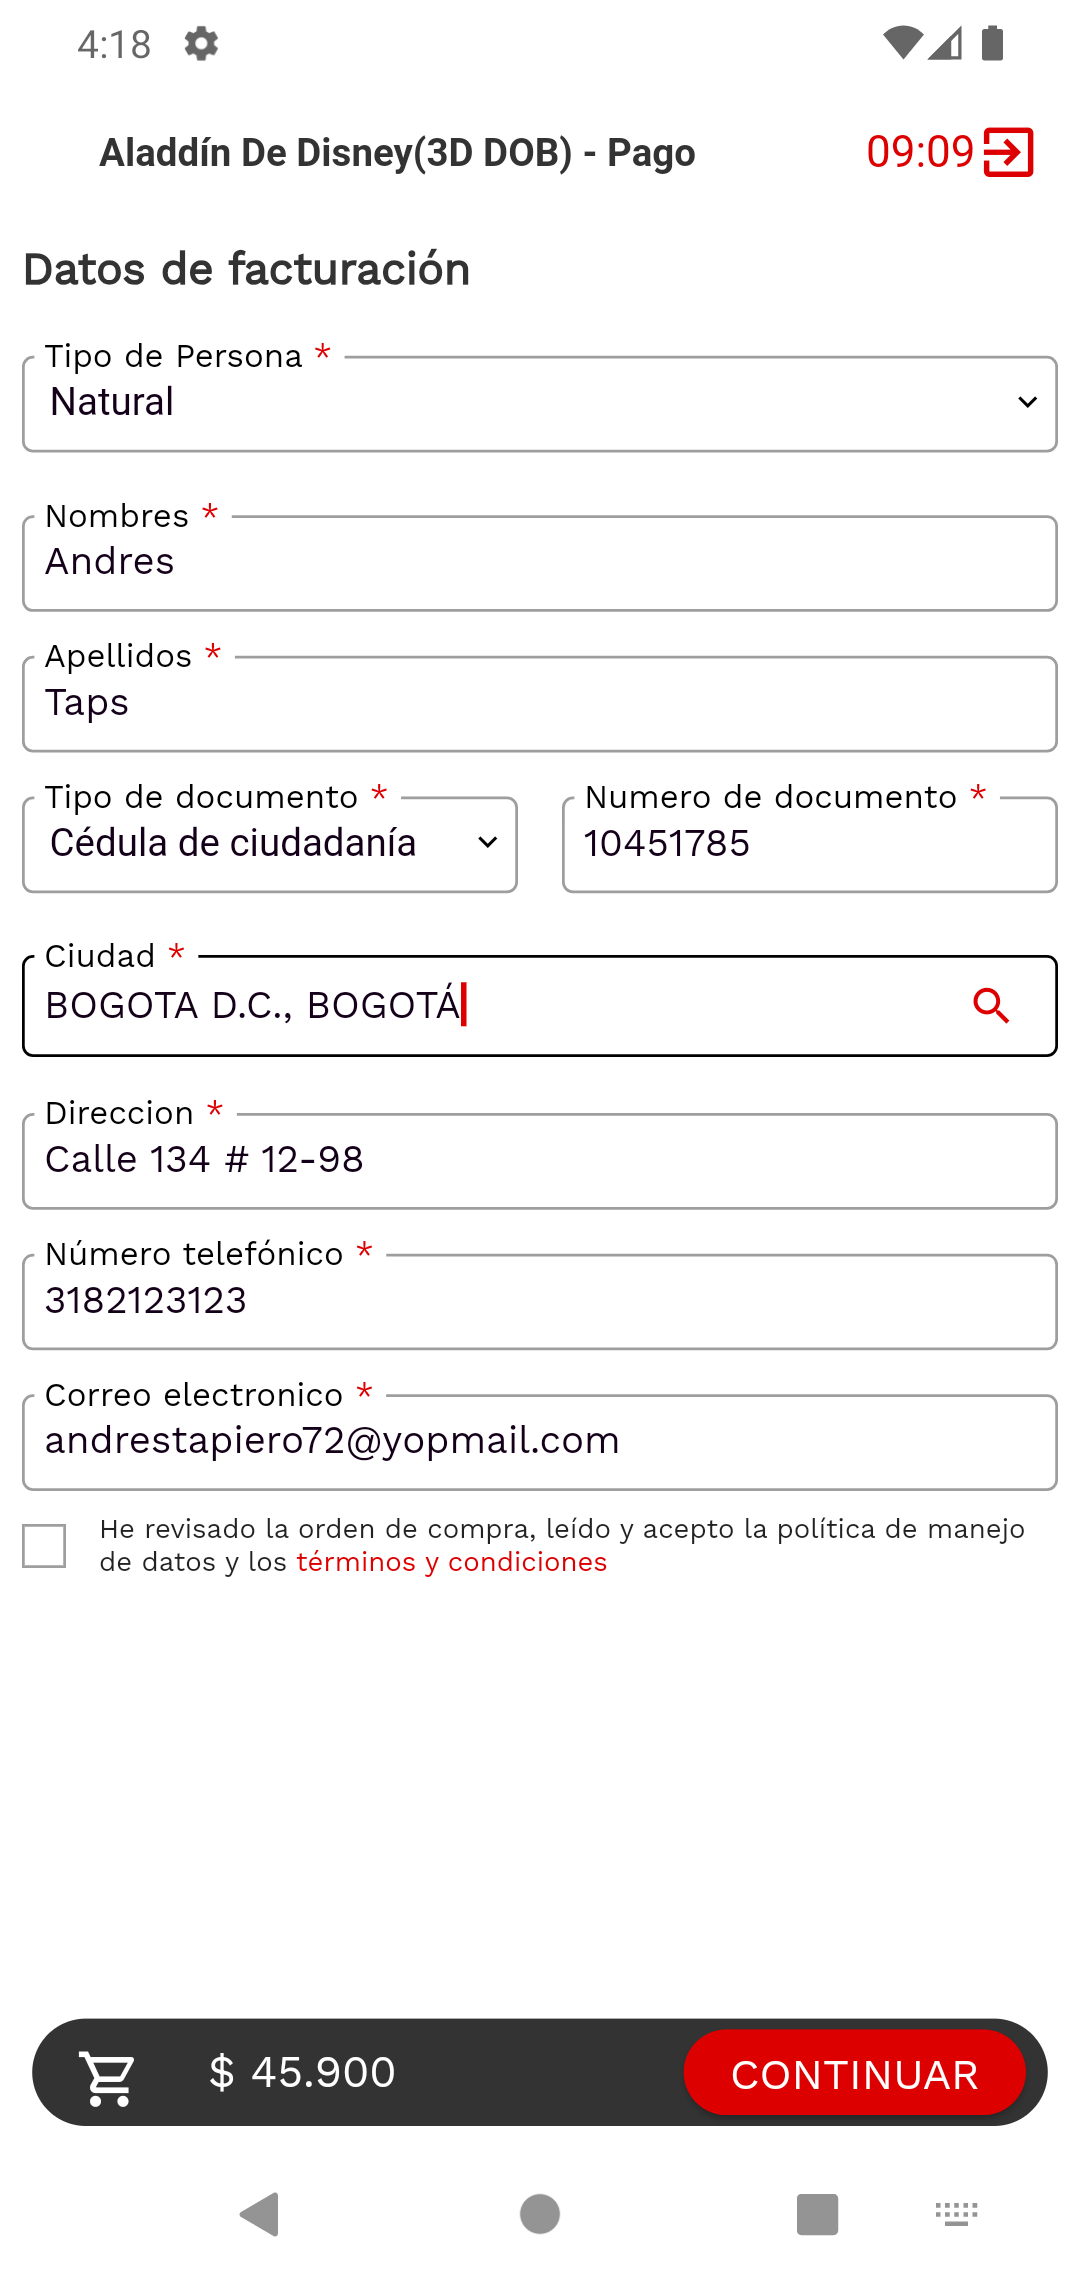 4:18
Aladdín De Disney(3D DOB) - Pago
09:09
Datos de facturación
Tipo de Persona *
Natural
Nombres *
Andres
Apellidos *
Taps
Tipo de documento *
Cédula de ciudadanía
Numero de documento *
10451785
Ciudad *
BOGOTA D.C., BOGOTÁ
Direccion *
Calle 134 # 12-98
Número telefónico *
3182123123
Correo electronico *
andrestapiero72@yopmail.com
He revisado la orden de compra, leído y acepto la política de manejo
de datos y los términos y condiciones
$ 45.900
CONTINUAR